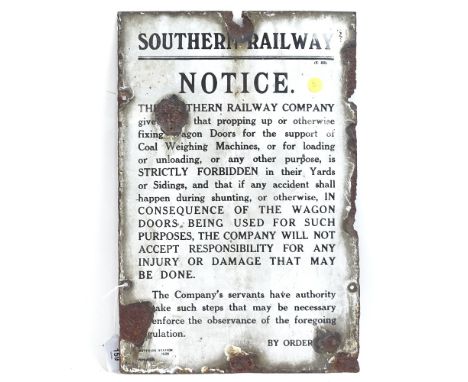 SOUTHERN RAILWAY
NOTICE.
THE SOUTHERN RAILWAY COMPANY
give that propping up or otherwise
fixing Wagon Doors for the support of
Coal Weighing Machines, or for loading
or unloading, or any other purpose, is
STRICTLY FORBIDDEN in their Yards
or Sidings, and that if any accident shall
happen during shunting, or otherwise, IN
CONSEQUENCE OF THE WAGON
DOORS BEING USED FOR SUCH
PURPOSES, THE COMPANY WILL NOT
ACCEPT RESPONSIBILITY FOR ANY
INJURY OR DAMAGE THAT MAY
BE DONE.
The Company's servants have authority
take such steps that may be necessary
enforce the observance of the foregoing
regulation.
BY ORDER
159